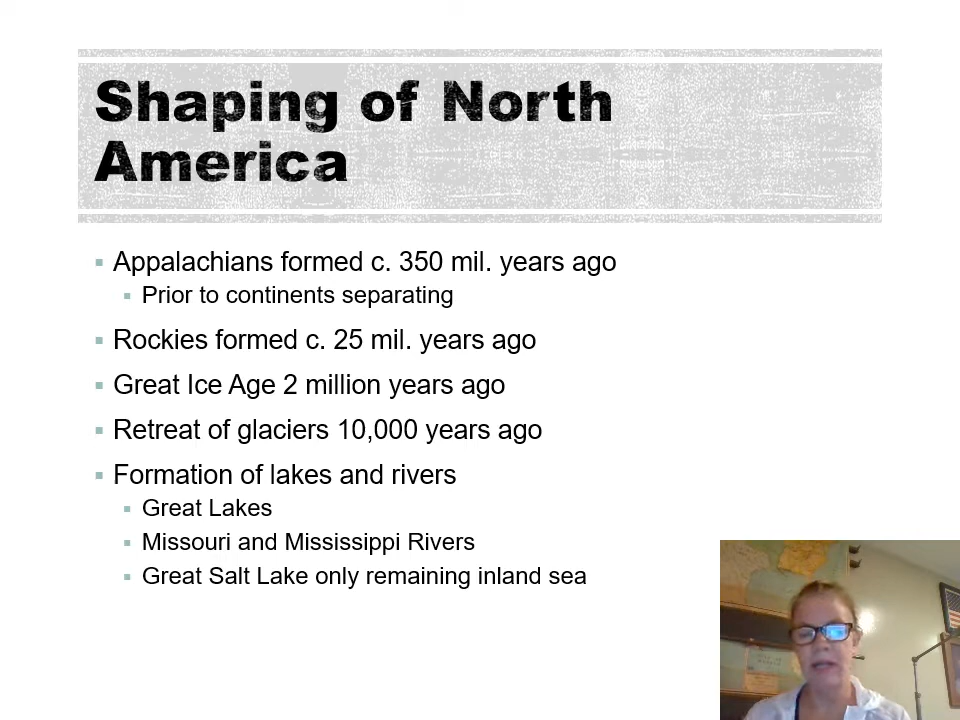 Shaping of North
America
Appalachians formed c. 350 mil. years ago
Prior to continents separating
Rockies formed c. 25 mil. years ago
Great Ice Age 2 million years ago
Retreat of glaciers 10,000 years ago
Formation of lakes and rivers
Great Lakes
Missouri and Mississippi Rivers
Great Salt Lake only remaining inland sea